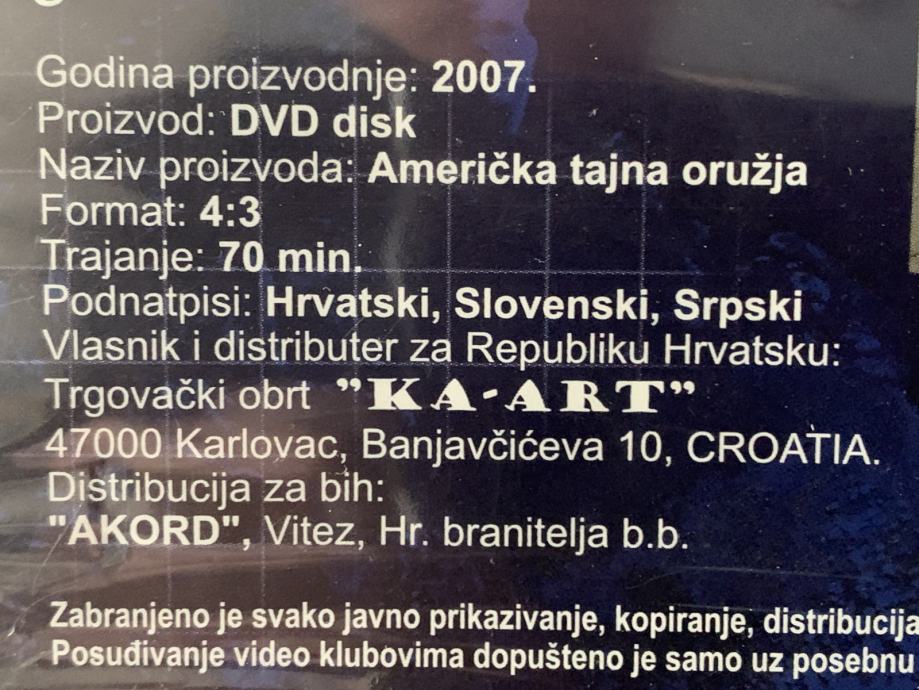 Godina proizvodnje: 2007.
Proizvod: DVD disk
Naziv proizvoda: Američka tajna oružja
Format: 4:3
Trajanje: 70 min.
Podnatpisi: Hrvatski, Slovenski, Srpski
Vlasnik i distributer za Republiku Hrvatsku:
Trgovački obrt ”KA-ART”
47000 Karlovac, Banjavčićeva 10, CROATIA.
Distribucija za bih:
"AKORD", Vitez, Hr. branitelja b.b.
Zabranjeno je svako javno prikazivanje, kopiranje, distribucija
Posuđivanje video klubovima dopušteno je samo uz posebnu